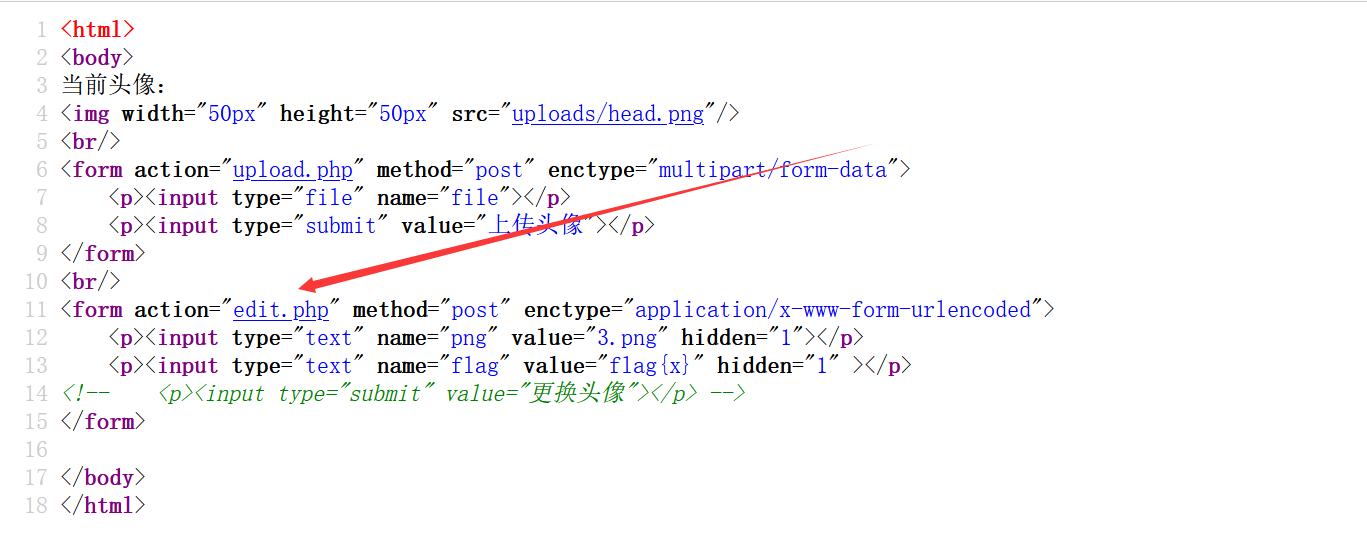 1 <html>
2 <body>
3 当前头像:
4 <img width="50px" height="50px" src="uploads/head.png"/>
5 <br/>
6 <form action="upload.php" method="post" enctype="multipart/form-data">
7     <p><input type="file" name="file"></p>
8     <p><input type="submit" value="上传头像"></p>
9 </form>
10 <br/>
11 <form action="edit.php" method="post" enctype="application/x-www-form-urlencoded">
12     <p><input type="text" name="png" value="3.png" hidden="1"></p>
13     <p><input type="text" name="flag" value="flag{x}" hidden="1" ></p>
14 <!--    <p><input type="submit" value="更换头像"></p> -->
15 </form>
16
17 </body>
18 </html>